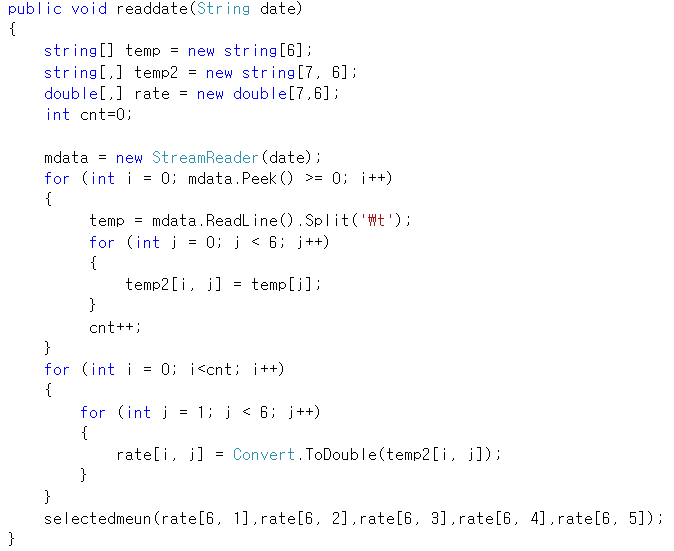 public void readdate(String date)
{
string[] temp = new string[6];
string[,] temp2 = new string[7, 6];
double[,] rate = new double[7,6];
int cnt=0;
mdata = new StreamReader(date);
for (int i = 0; mdata.Peek() >= 0; i++)
{
temp = mdata.ReadLine().Split('₩t');
for (int j = 0; j < 6; j++)
{
temp2[i, j] = temp[j];
}
cnt++;
}
for (int i = 0; i<cnt; i++)
{
for (int j = 1; j < 6; j++)
{
rate[i, j] = Convert.ToDouble(temp2[i, j]);
}
}
selectedmeun(rate[6, 1],rate[6, 2],rate[6, 3],rate[6, 4],rate[6, 5]);
}